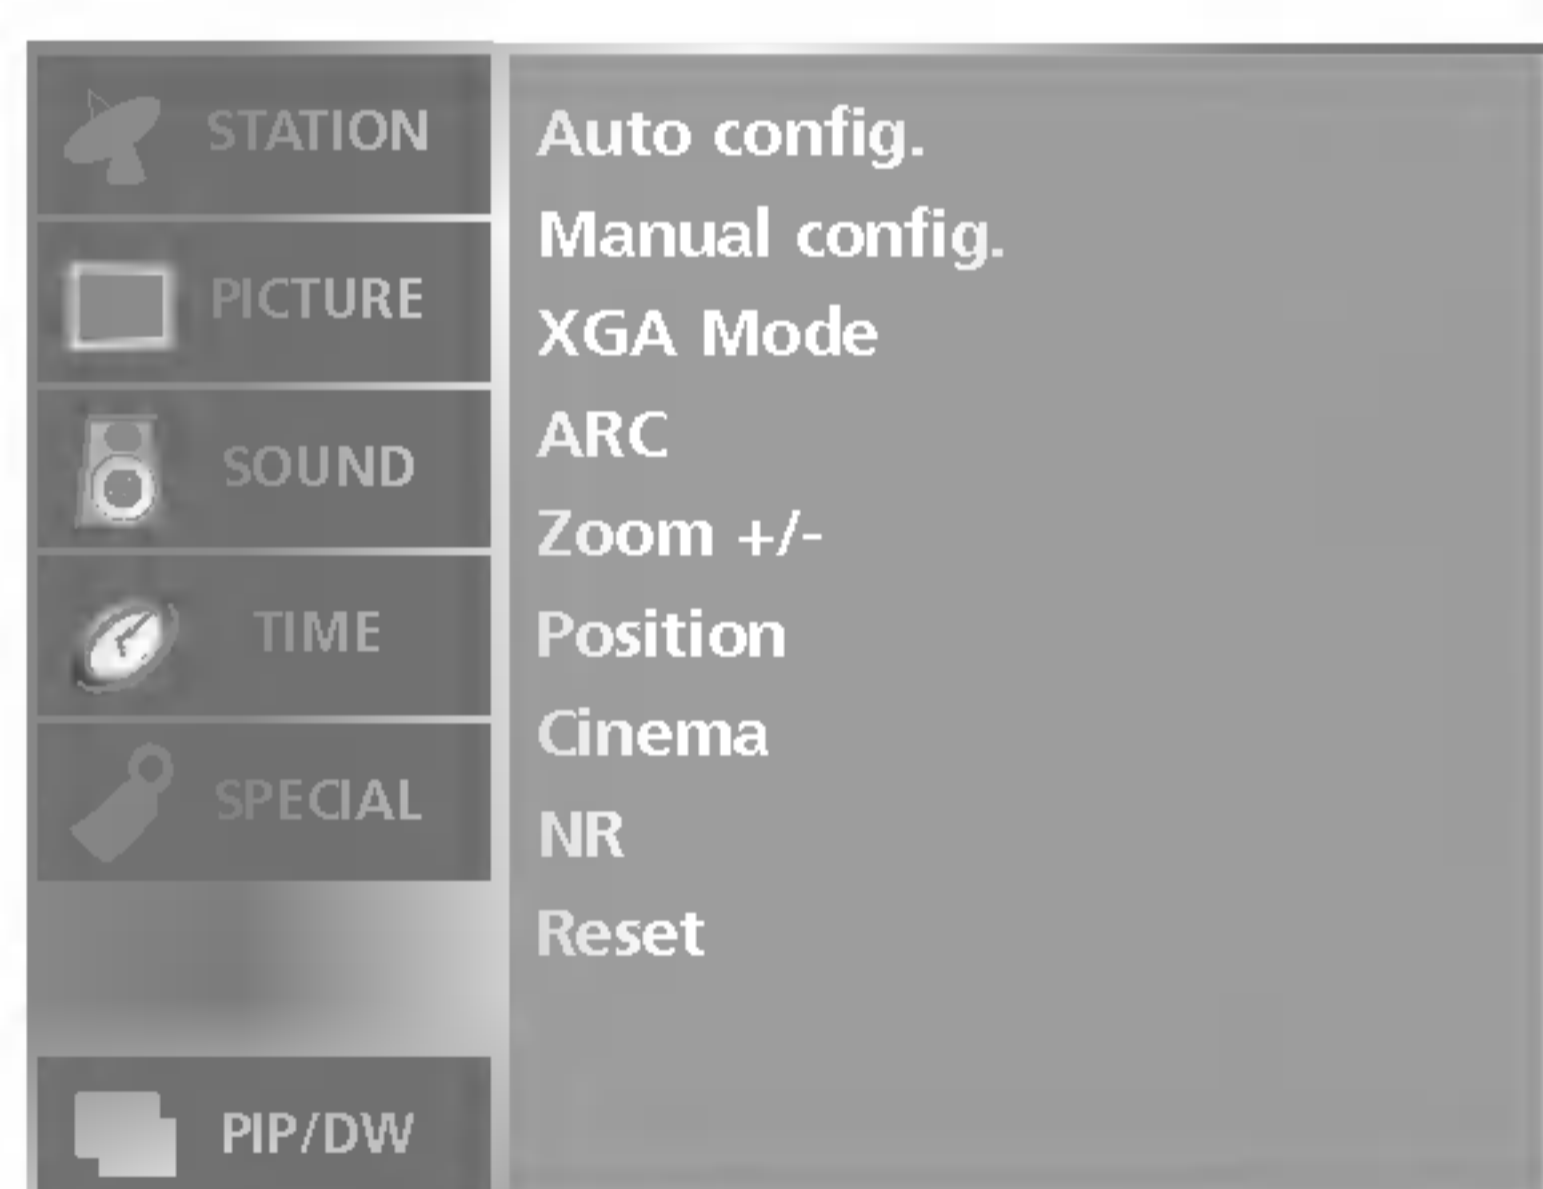 STATION
PICTURE
SOUND
TIME
SPECIAL
PIP/DW
Auto config.
Manual config.
XGA Mode
ARC
Zoom +/-
Position
Cinema
NR
Reset